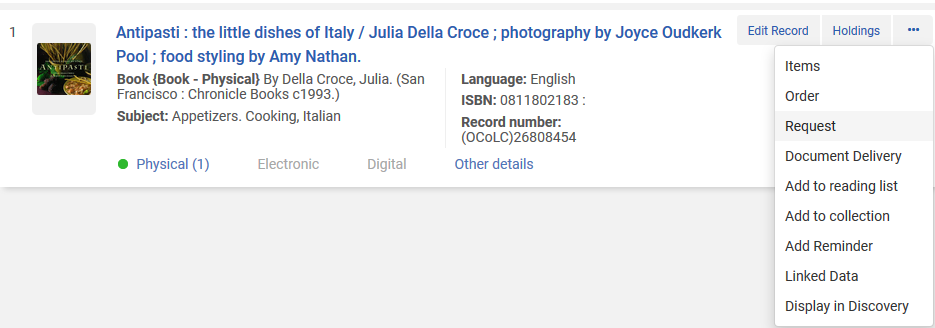 1
Antipasti : the little dishes of Italy / Julia Della Croce ; photography by Joyce Oudkerk
Pool ; food styling by Amy Nathan.
Edit Record
Holdings
•••
ANTIPASTI
Book {Book - Physical} By Della Croce, Julia. (San
Francisco : Chronicle Books c1993.)
Subject: Appetizers. Cooking, Italian
Language: English
ISBN: 0811802183 :
Record number:
(OCoLC)26808454
Physical (1)
Electronic
Digital
Other details
Items
Order
Request
Document Delivery
Add to reading list
Add to collection
Add Reminder
Linked Data
Display in Discovery